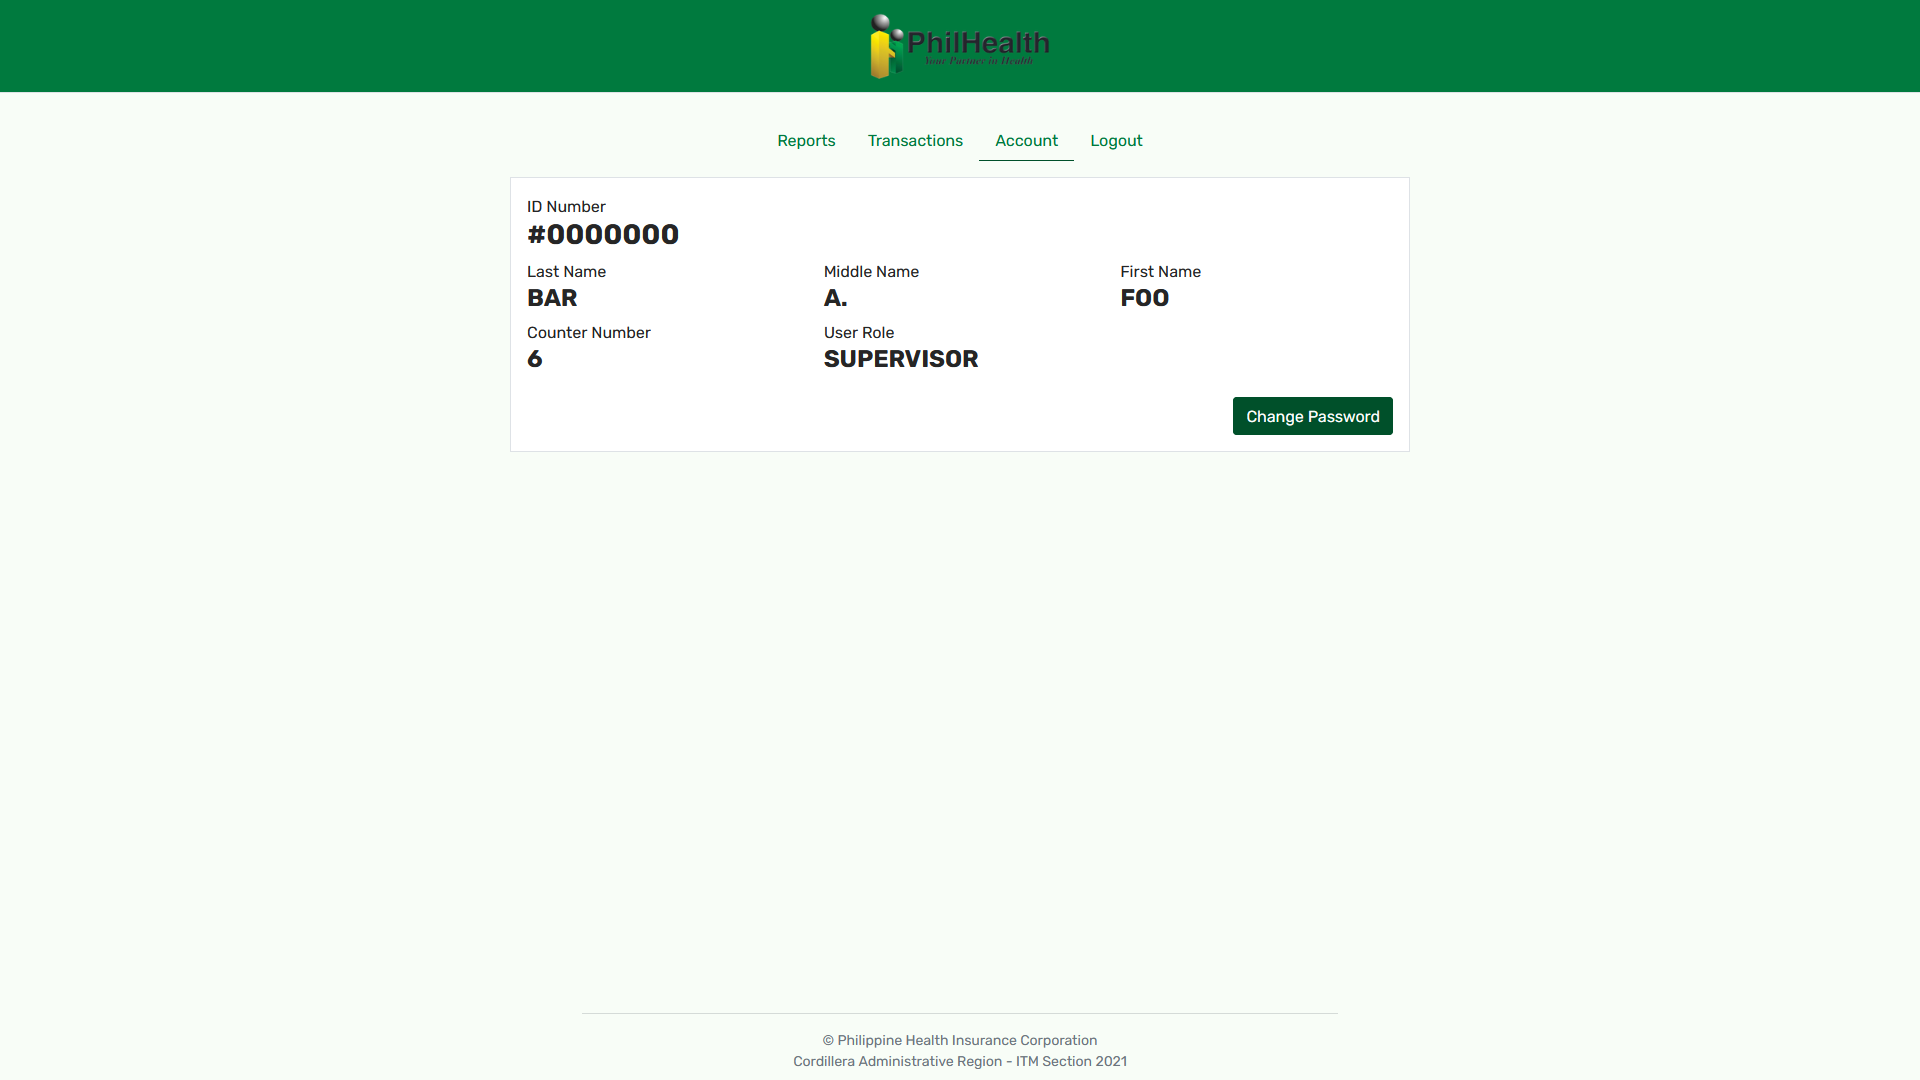 PhilHealth
Your Partner in Health
Reports Transactions Account Logout
ID Number
#0000000
Last Name Middle Name First Name
BAR A. FOO
Counter Number User Role
6 SUPERVISOR
Change Password
© Philippine Health Insurance Corporation
Cordillera Administrative Region - ITM Section 2021